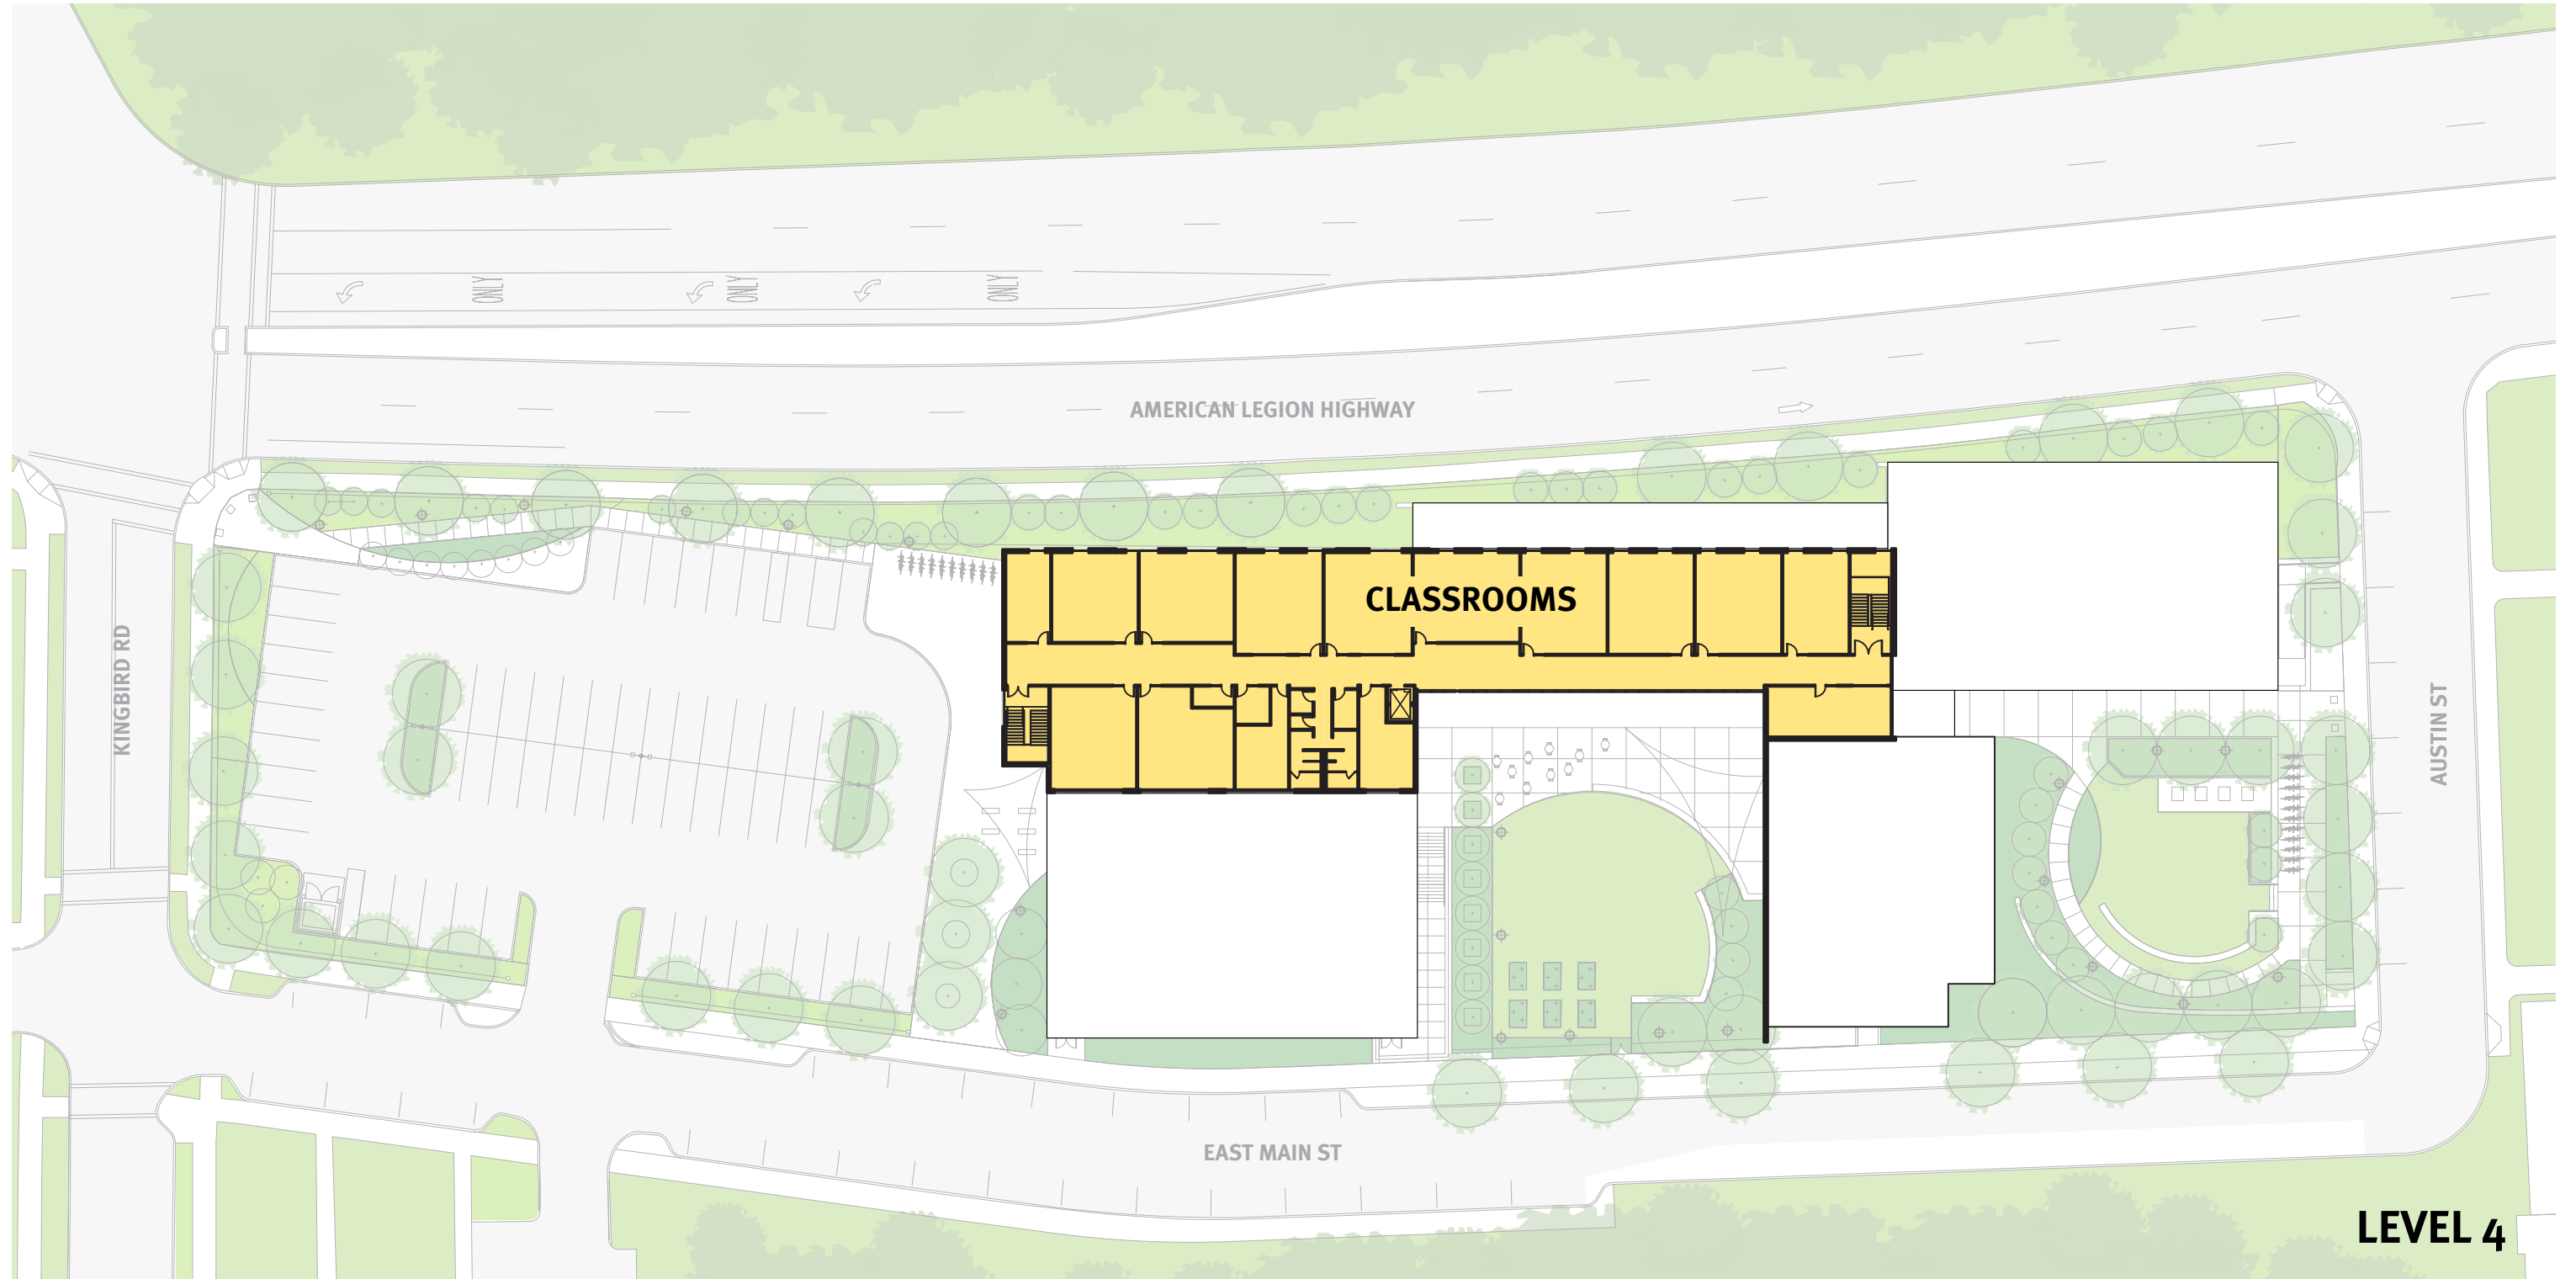 ONLY
ONLY
ONLY
AMERICAN LEGION HIGHWAY
CLASSROOMS
KINGBIRD RD
AUSTIN ST
EAST MAIN ST
LEVEL 4